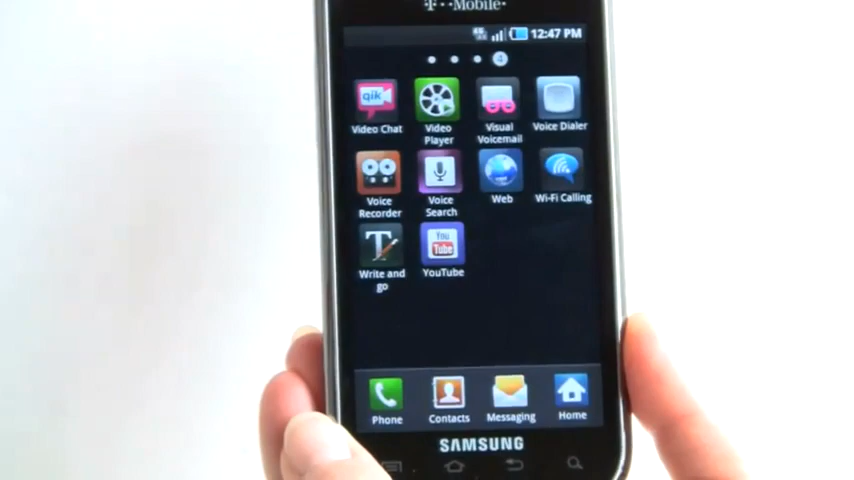 T-Mobile
4G
12:47 PM
4
qik
Video Chat
Video
Player
Visual
Voicemail
Voice Dialer
Voice
Recorder
Voice
Search
Web
Wi-Fi Calling
T
Write and
go
You
Tube
YouTube
Phone
Contacts
Messaging
Home
SAMSUNG